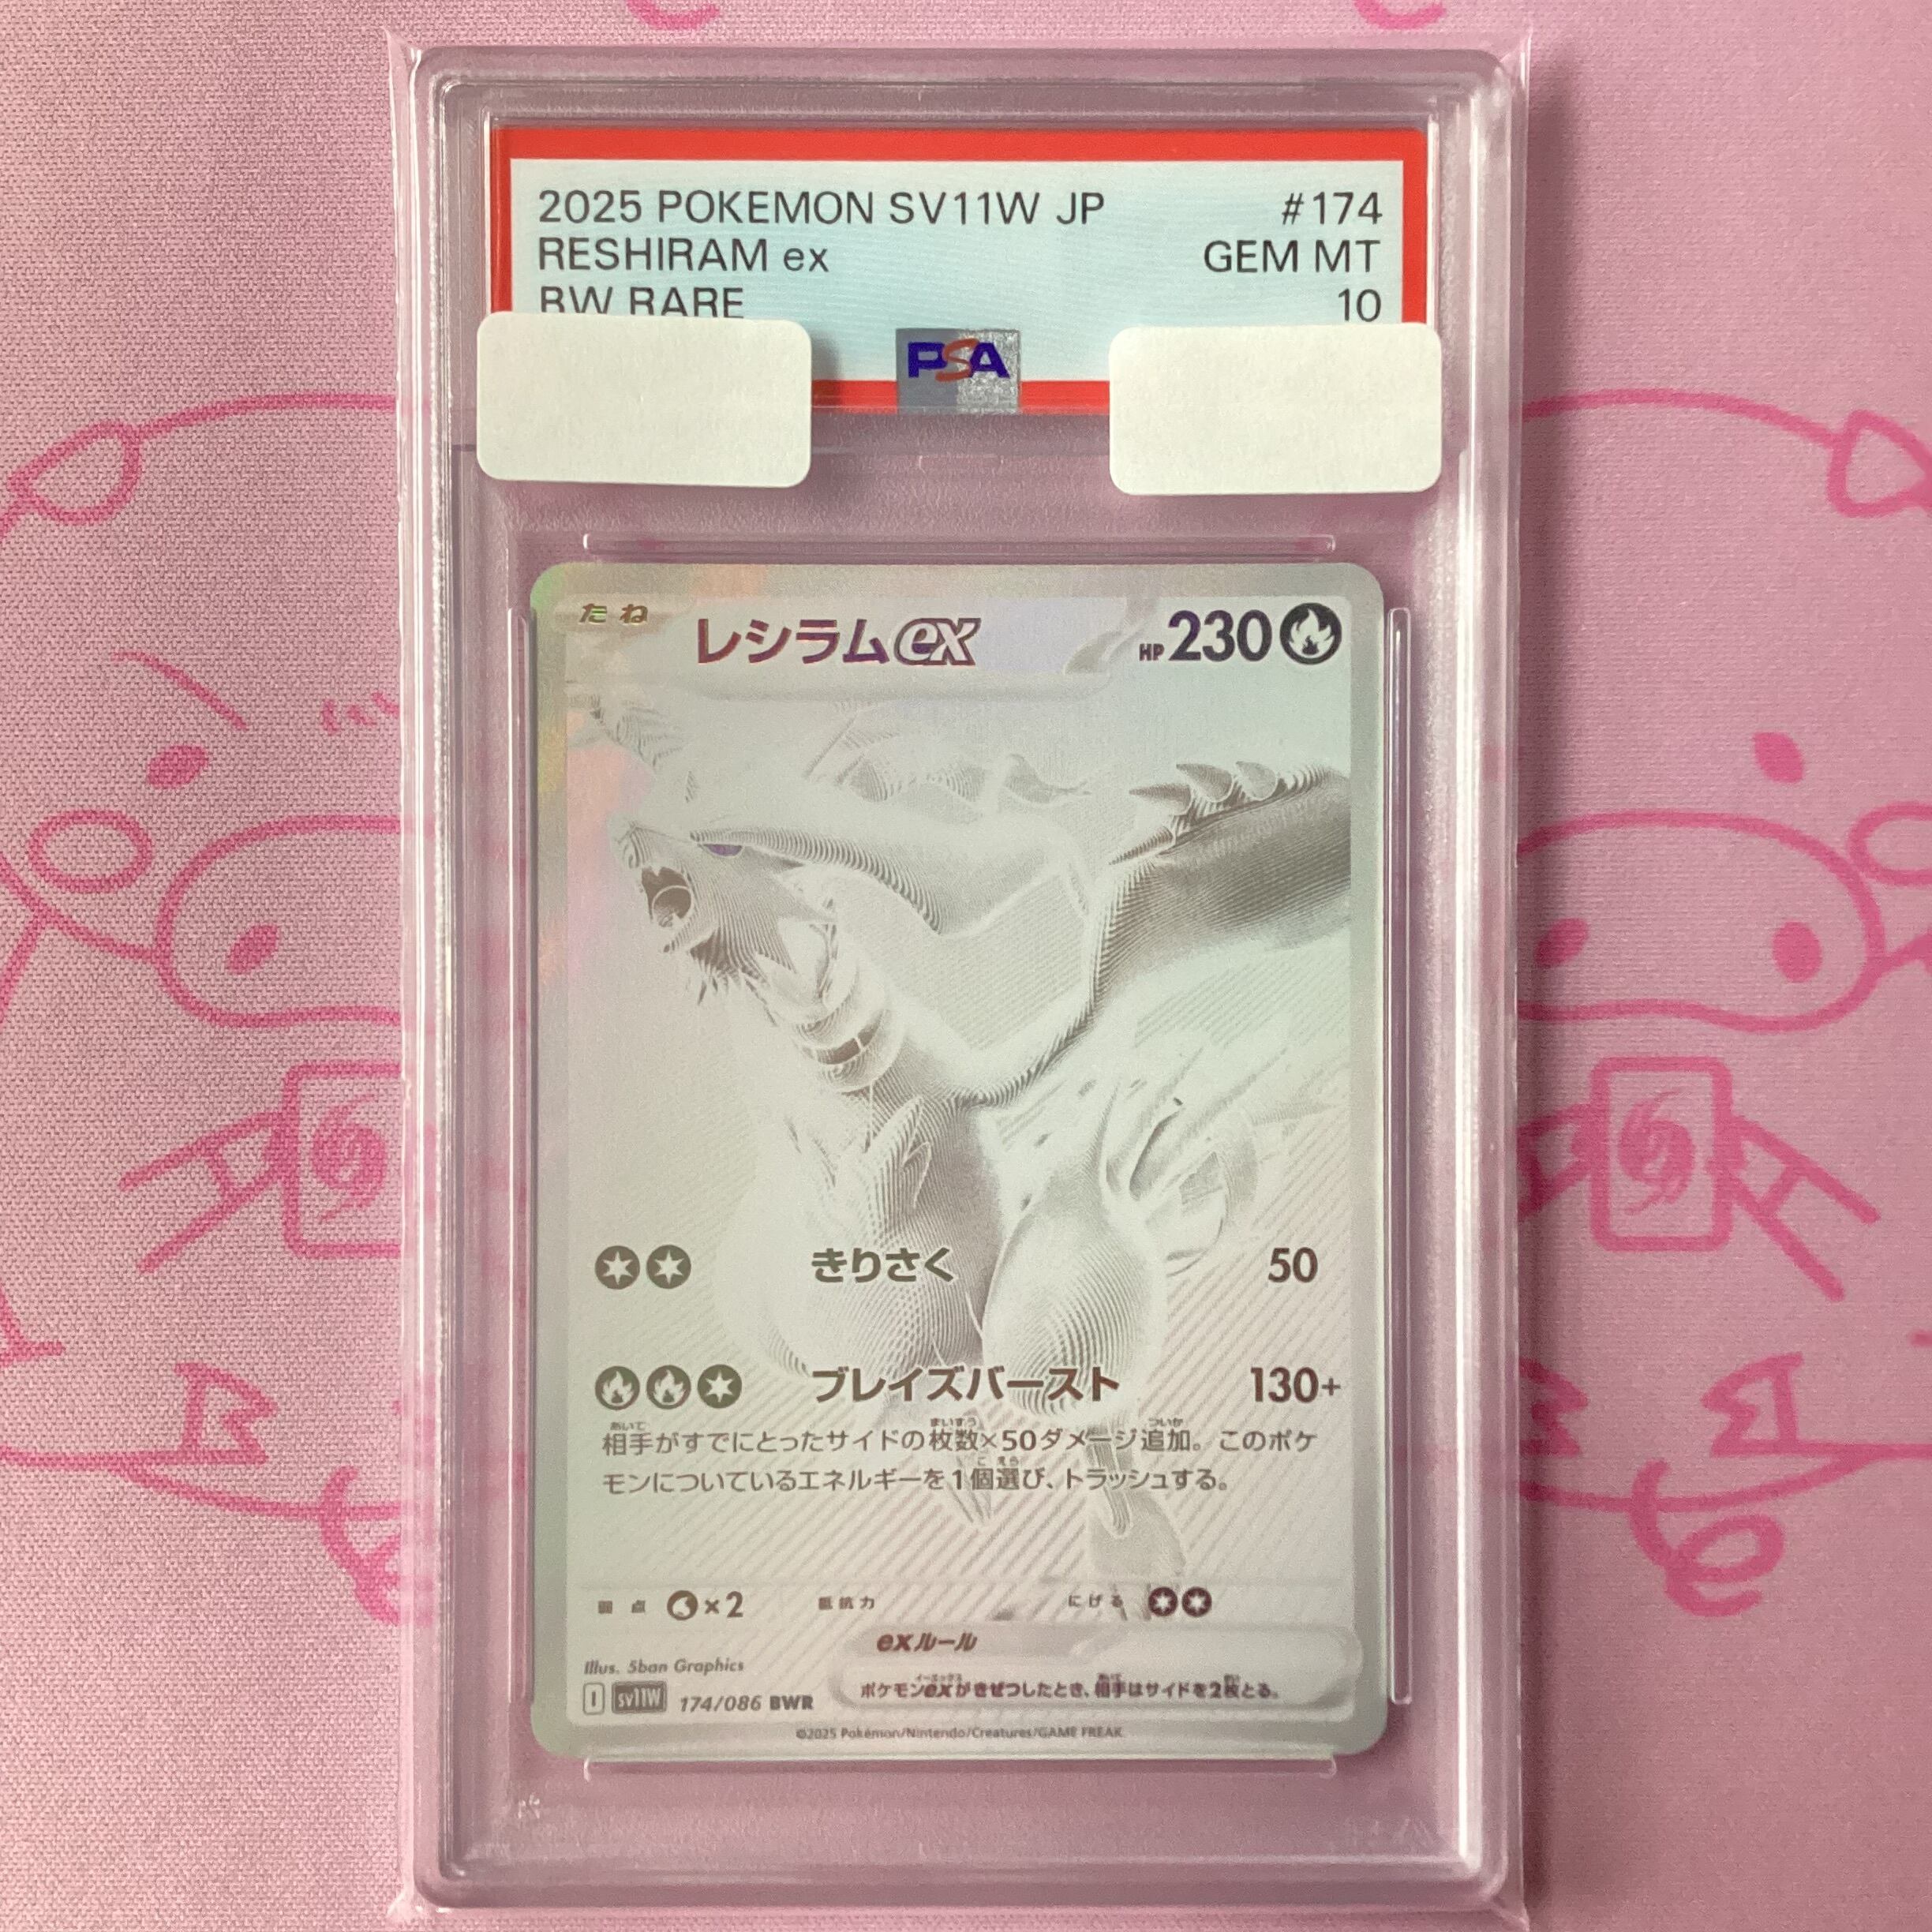 2025 POKEMON SV11W JP #174
RESHIRAM ex GEM MT
BW RARE 10
PSA
たね レシラムex HP 230
きりさく 50
ブレイズバースト 130+
相手がすでにとったサイドの枚数×50ダメージ追加。このポケ
モンについているエネルギーを1個選び、トラッシュする。
弱点 ×2 抵抗力 にげる
exルール
ポケモンexがきぜつしたとき、相手はサイドを2枚とる。
Illus. 5ban Graphics
I sv11W 174/086 BWR
©2025 Pokémon/Nintendo/Creatures/GAME FREAK